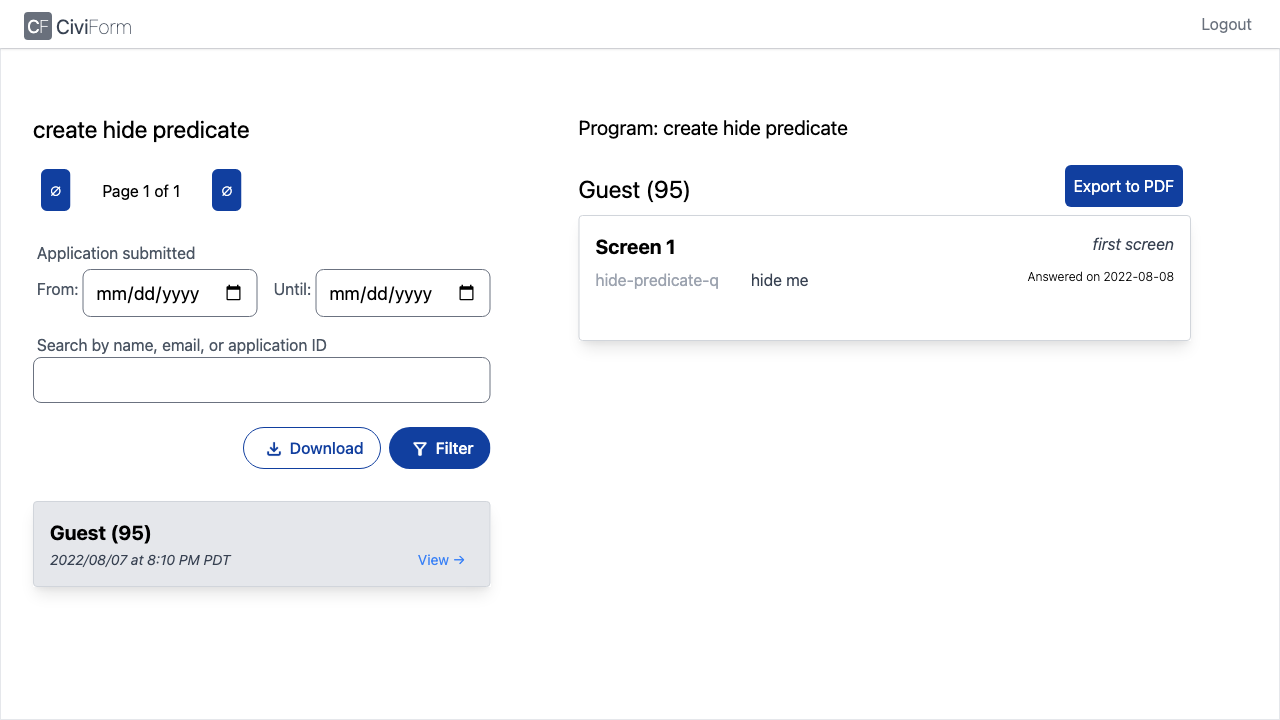 CF CiviForm
Logout
create hide predicate
∅ Page 1 of 1 ∅
Application submitted
From: mm/dd/yyyy Until: mm/dd/yyyy
Search by name, email, or application ID
Download Filter
Guest (95)
2022/08/07 at 8:10 PM PDT View →
Program: create hide predicate
Guest (95) Export to PDF
Screen 1 first screen
hide-predicate-q hide me Answered on 2022-08-08